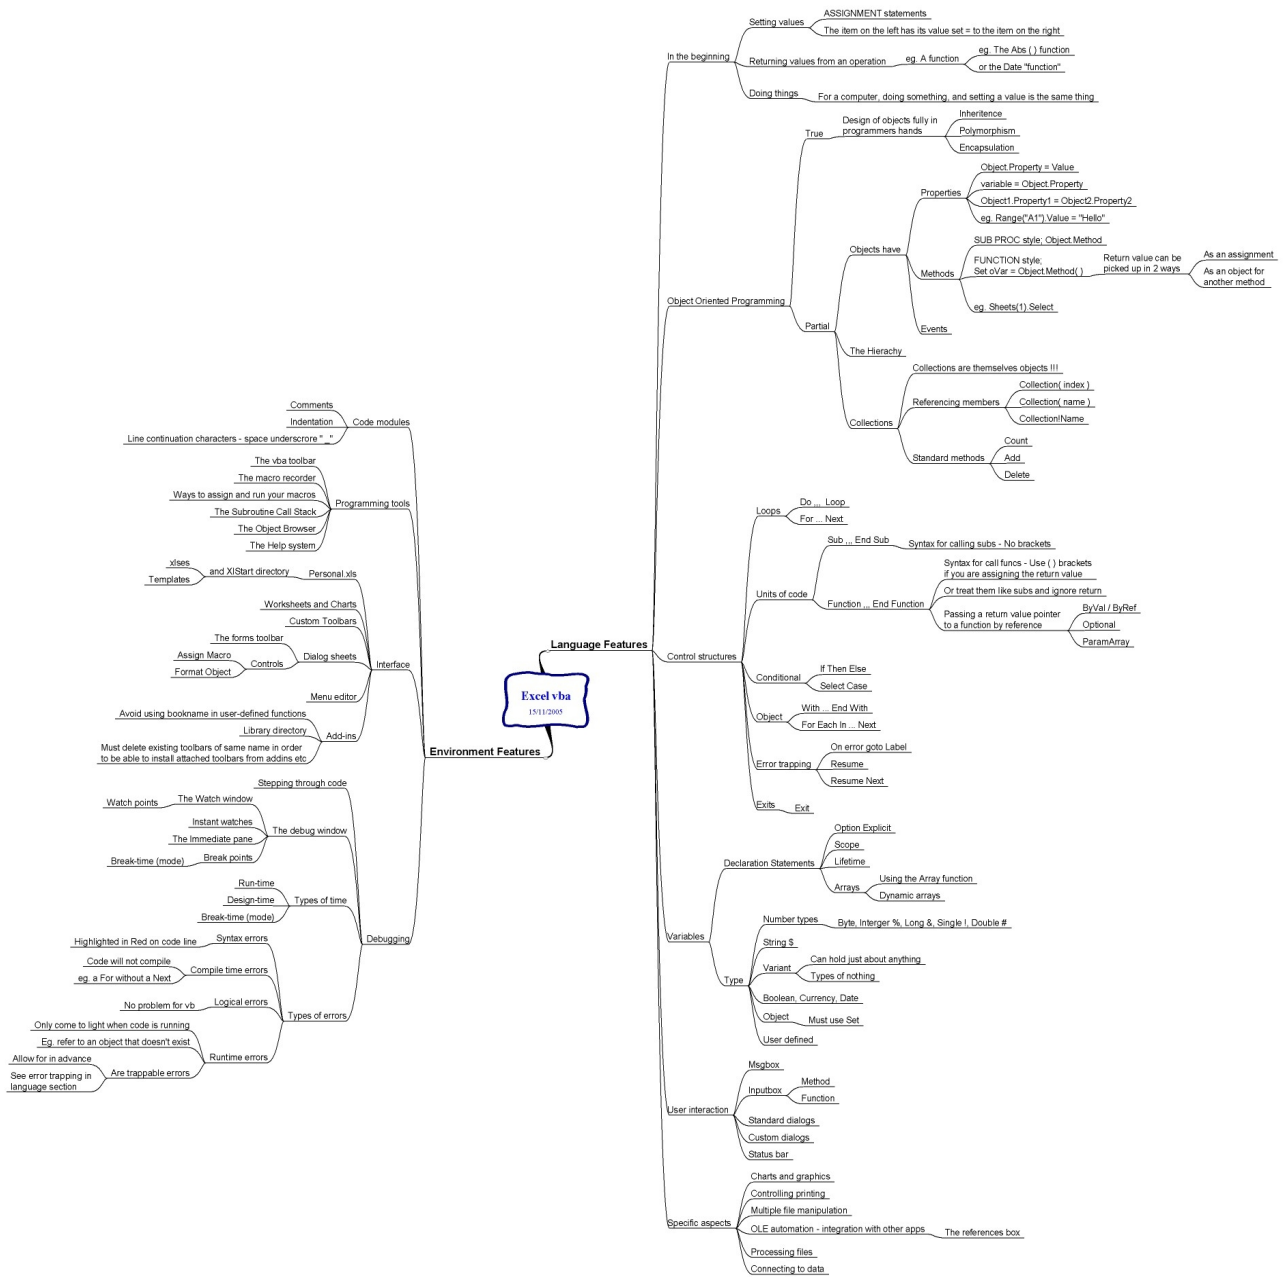 Excel vba
15/11/2005
Language Features
In the beginning
Setting values
ASSIGNMENT statements
The item on the left has its value set = to the item on the right
Returning values from an operation
eg. A function
eg. The Abs ( ) function
or the Date "function"
Doing things
For a computer, doing something, and setting a value is the same thing
Object Oriented Programming
True
Design of objects fully in
programmers hands
Inheritence
Polymorphism
Encapsulation
Partial
Objects have
Properties
Object.Property = Value
variable = Object.Property
Object1.Property1 = Object2.Property2
eg. Range("A1").Value = "Hello"
Methods
SUB PROC style; Object.Method
FUNCTION style;
Set oVar = Object.Method( )
Return value can be
picked up in 2 ways
As an assignment
As an object for
another method
eg. Sheets(1).Select
Events
The Hierachy
Collections
Collections are themselves objects !!!
Referencing members
Collection( index )
Collection( name )
Collection!Name
Standard methods
Count
Add
Delete
Control structures
Loops
Do ,,, Loop
For ... Next
Units of code
Sub ,,, End Sub
Syntax for calling subs - No brackets
Function ,,, End Function
Syntax for call funcs - Use ( ) brackets
if you are assigning the return value
Or treat them like subs and ignore return
Passing a return value pointer
to a function by reference
ByVal / ByRef
Optional
ParamArray
Conditional
If Then Else
Select Case
Object
With ... End With
For Each In ... Next
Error trapping
On error goto Label
Resume
Resume Next
Exits
Exit
Variables
Declaration Statements
Option Explicit
Scope
Lifetime
Arrays
Using the Array function
Dynamic arrays
Type
Number types
Byte, Interger %, Long &, Single !, Double #
String $
Variant
Can hold just about anything
Types of nothing
Boolean, Currency, Date
Object
Must use Set
User defined
User interaction
Msgbox
Inputbox
Method
Function
Standard dialogs
Custom dialogs
Status bar
Specific aspects
Charts and graphics
Controlling printing
Multiple file manipulation
OLE automation - integration with other apps
The references box
Processing files
Connecting to data
Environment Features
Code modules
Comments
Indentation
Line continuation characters - space underscrore " _"
Programming tools
The vba toolbar
The macro recorder
Ways to assign and run your macros
The Subroutine Call Stack
The Object Browser
The Help system
Interface
Personal.xls
and XlStart directory
xlses
Templates
Worksheets and Charts
Custom Toolbars
Dialog sheets
The forms toolbar
Controls
Assign Macro
Format Object
Menu editor
Add-ins
Avoid using bookname in user-defined functions
Library directory
Must delete existing toolbars of same name in order
to be able to install attached toolbars from addins etc
Debugging
Stepping through code
The debug window
The Watch window
Watch points
Instant watches
The Immediate pane
Break points
Break-time (mode)
Types of time
Run-time
Design-time
Break-time (mode)
Types of errors
Syntax errors
Highlighted in Red on code line
Compile time errors
Code will not compile
eg. a For without a Next
Logical errors
No problem for vb
Runtime errors
Only come to light when code is running
Eg. refer to an object that doesn't exist
Are trappable errors
Allow for in advance
See error trapping in
language section